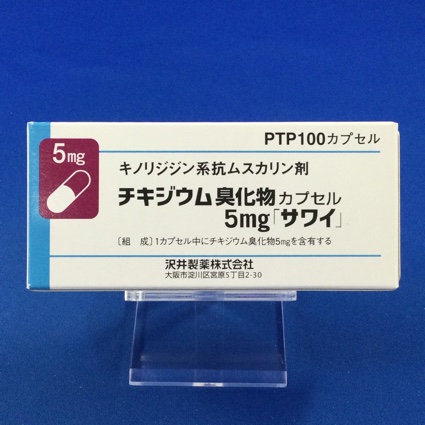 PTP100カプセル
5mg
キノリジジン系抗ムスカリン剤
チキジウム臭化物カプセル
5mg「サワイ」
〔組 成〕1カプセル中にチキジウム臭化物5mgを含有する
沢井製薬株式会社
大阪市淀川区宮原5丁目2-30